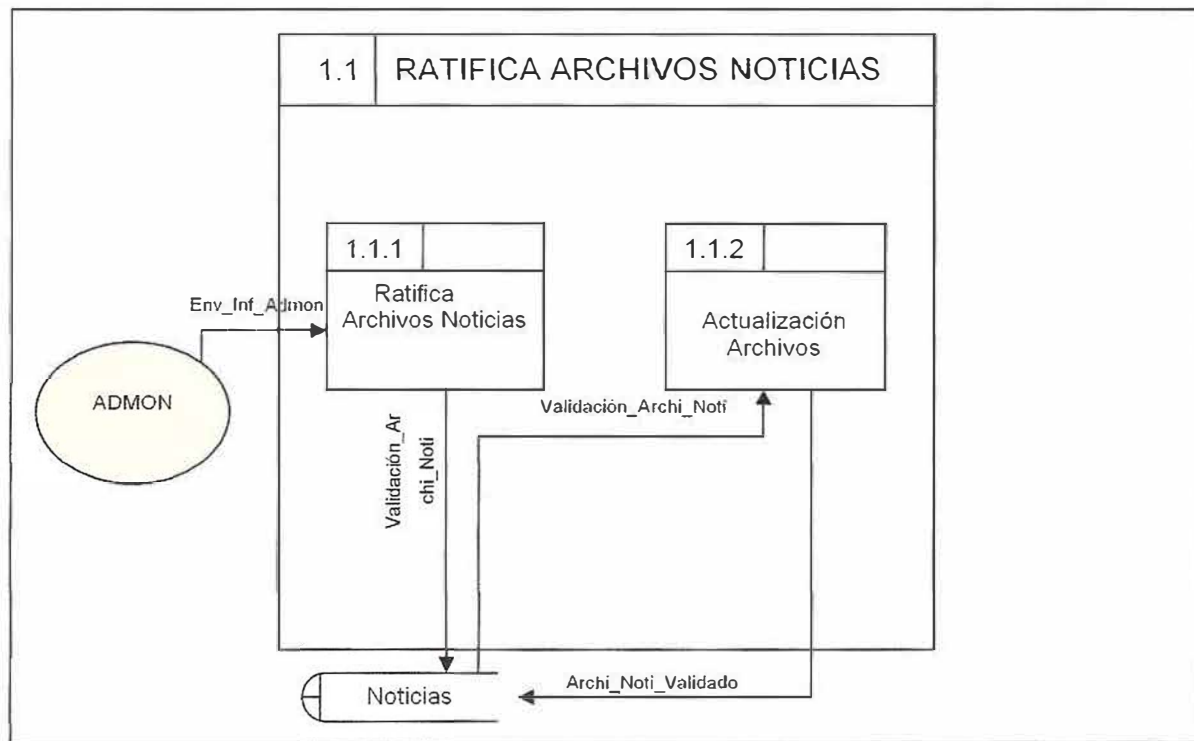 1.1 RATIFICA ARCHIVOS NOTICIAS
1.1.1
Ratifica
Archivos Noticias
1.1.2
Actualización
Archivos
Env_Inf_Admon
ADMON
Validación_Ar
chi_Noti
Validación_Archi_Noti
Noticias
Archi_Noti_Validado